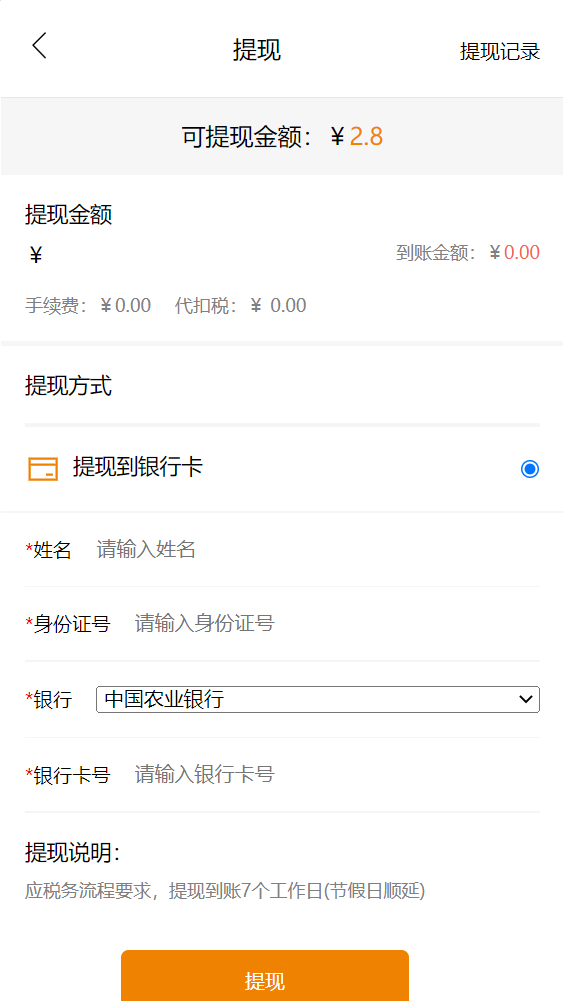 提现
提现记录
可提现金额：￥2.8
提现金额
￥
到账金额：￥0.00
手续费：￥0.00 代扣税：￥ 0.00
提现方式
提现到银行卡
*姓名 请输入姓名
*身份证号 请输入身份证号
*银行 中国农业银行
*银行卡号 请输入银行卡号
提现说明：
应税务流程要求，提现到账7个工作日(节假日顺延)
提现